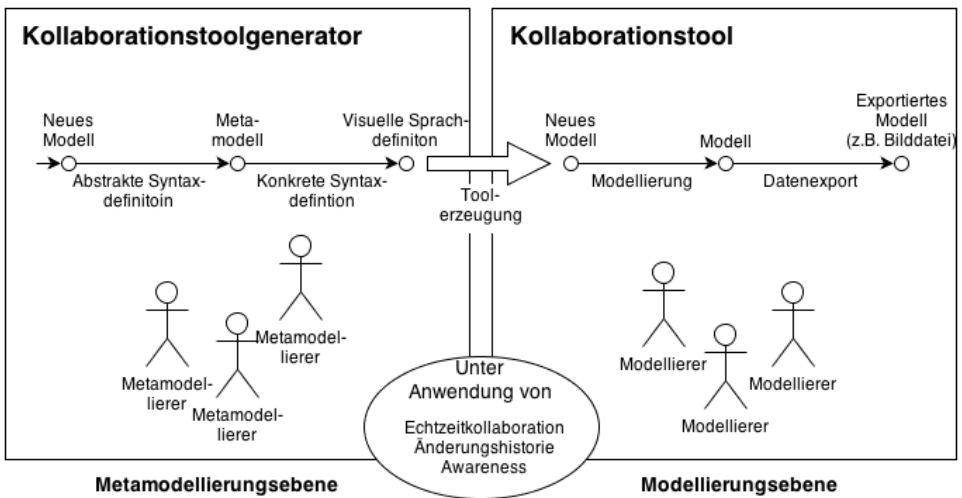 Kollaborationstoolgenerator
Neues
Modell
Meta-
modell
Visuelle Sprach-
definiton
Abstrakte Syntax-
definitoin
Konkrete Syntax-
defintion
Tool-
erzeugung
Metamodel-
lierer
Metamodel-
lierer
Metamodel-
lierer
Kollaborationstool
Neues
Modell
Modell
Exportiertes
Modell
(z.B. Bilddatei)
Modellierung
Datenexport
Modellierer
Modellierer
Modellierer
Unter
Anwendung von
Echtzeitkollaboration
Änderungshistorie
Awareness
Metamodellierungsebene
Modellierungsebene